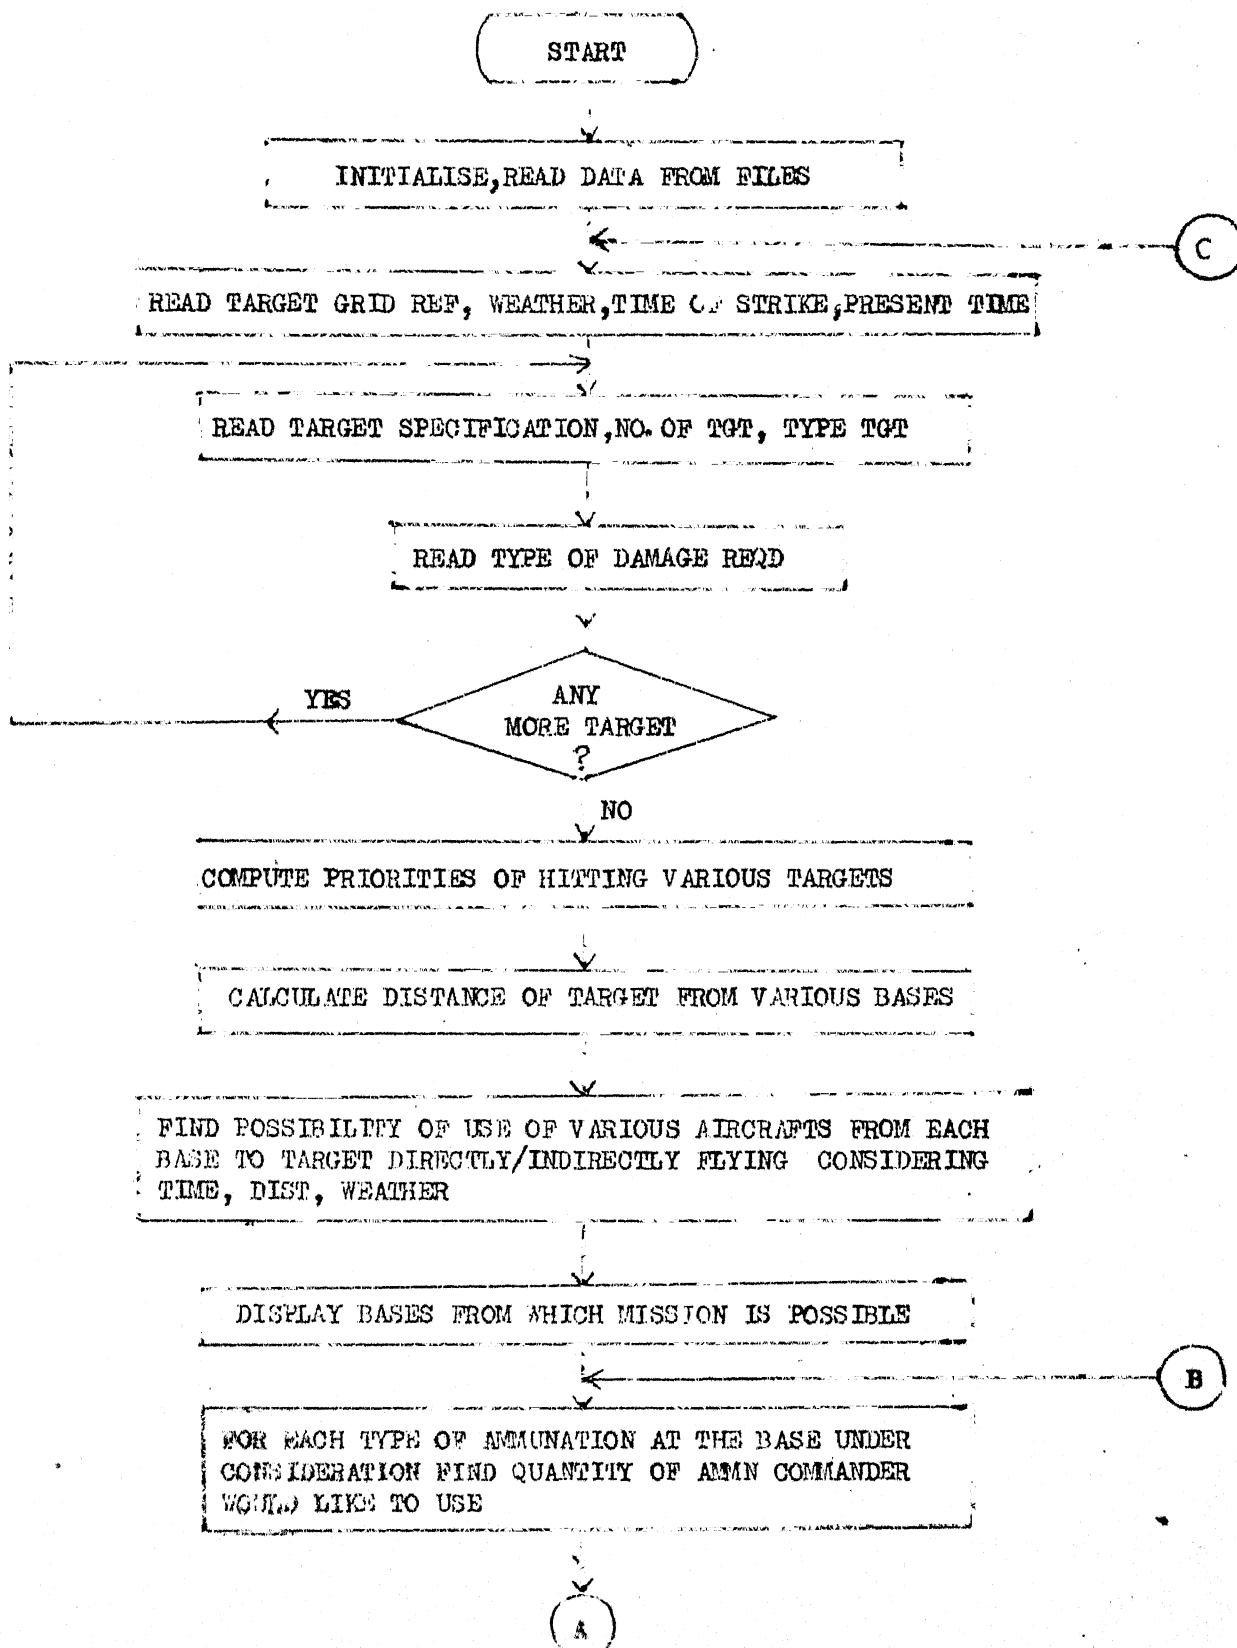 START
INITIALISE,READ DATA FROM FILES
C
READ TARGET GRID REF, WEATHER,TIME OF STRIKE,PRESENT TIME
READ TARGET SPECIFICATION,NO. OF TGT, TYPE TGT
READ TYPE OF DAMAGE REQD
YES
ANY
MORE TARGET
?
NO
COMPUTE PRIORITIES OF HITTING VARIOUS TARGETS
CALCULATE DISTANCE OF TARGET FROM VARIOUS BASES
FIND POSSIBILITY OF USE OF VARIOUS AIRCRAFTS FROM EACH
BASE TO TARGET DIRECTLY/INDIRECTLY FLYING CONSIDERING
TIME, DIST, WEATHER
DISPLAY BASES FROM WHICH MISSION IS POSSIBLE
B
FOR EACH TYPE OF AMMUNATION AT THE BASE UNDER
CONSIDERATION FIND QUANTITY OF AMMN COMMANDER
WOULD LIKE TO USE
A